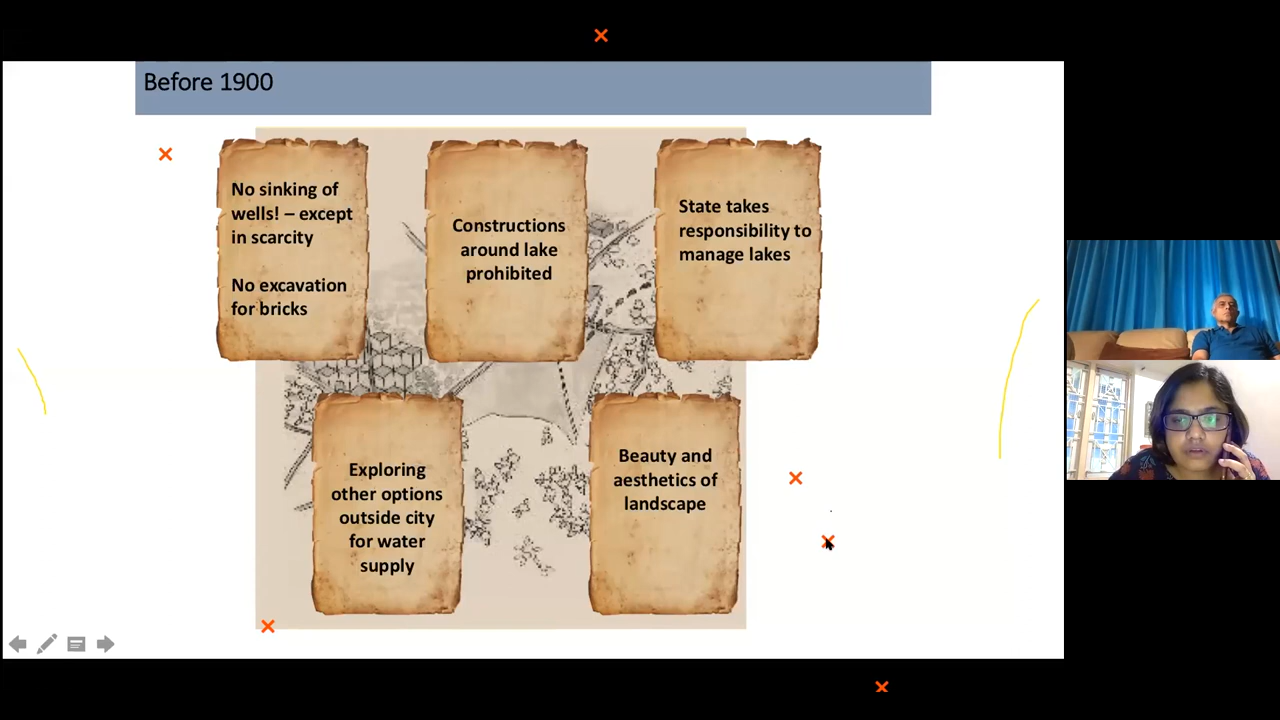 Before 1900
No sinking of
wells! – except
in scarcity
No excavation
for bricks
Constructions
around lake
prohibited
State takes
responsibility to
manage lakes
Exploring
other options
outside city
for water
supply
Beauty and
aesthetics of
landscape